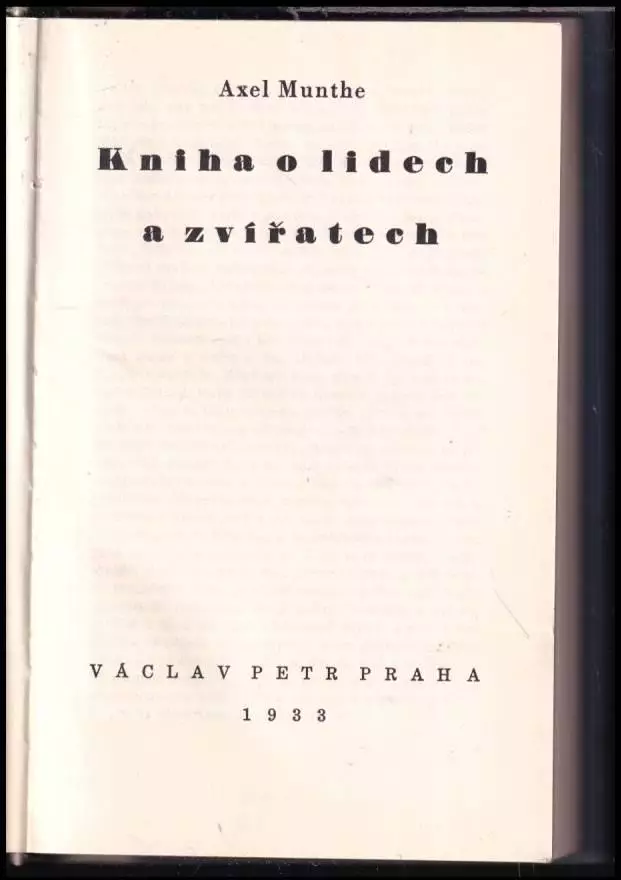 Axel Munthe
Kniha o lidech
a zvířatech
VÁCLAV PETR PRAHA
1933